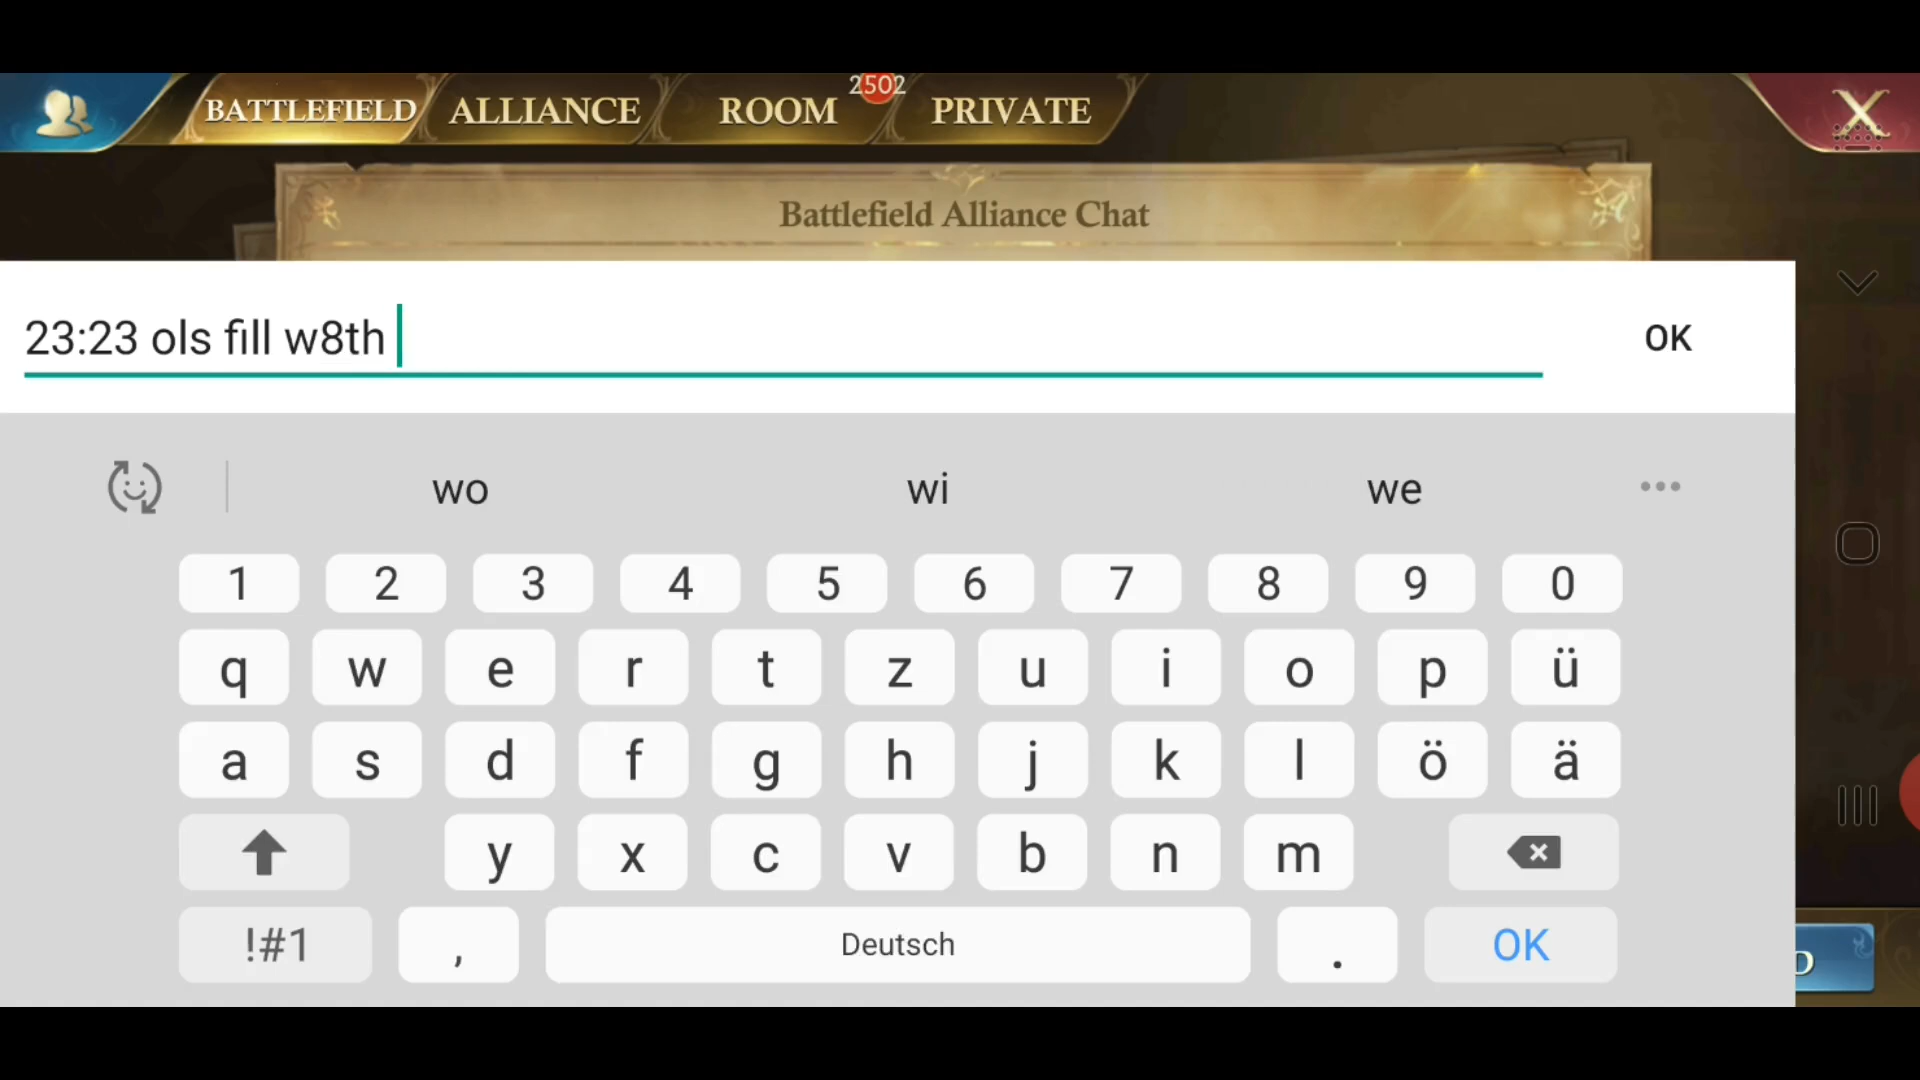 2502
BATTLEFIELD ALLIANCE ROOM PRIVATE X
Battlefield Alliance Chat
23:23 ols fill w8th OK
wo wi we
1 2 3 4 5 6 7 8 9 0
q w e r t z u i o p ü
a s d f g h j k l ö ä
y x c v b n m
!#1 , Deutsch . OK
D